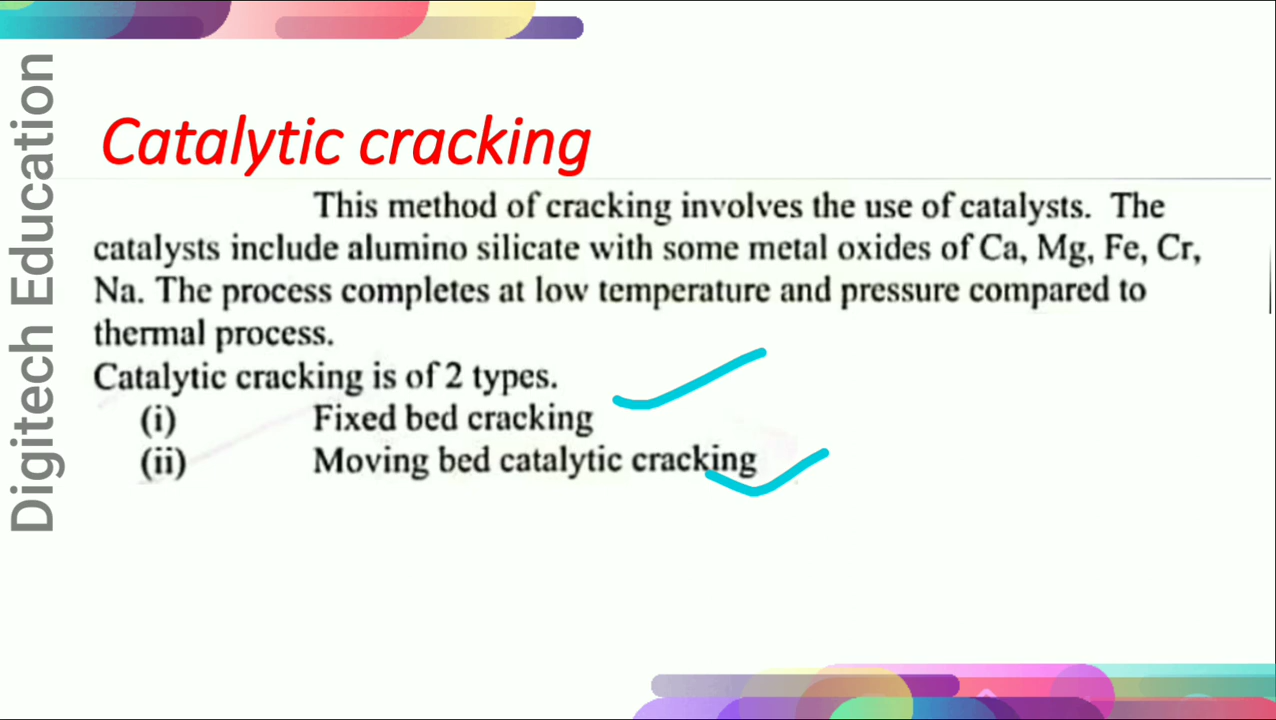 Digitech Education
Catalytic cracking
This method of cracking involves the use of catalysts. The
catalysts include alumino silicate with some metal oxides of Ca, Mg, Fe, Cr,
Na. The process completes at low temperature and pressure compared to
thermal process.
Catalytic cracking is of 2 types.
(i) Fixed bed cracking
(ii) Moving bed catalytic cracking